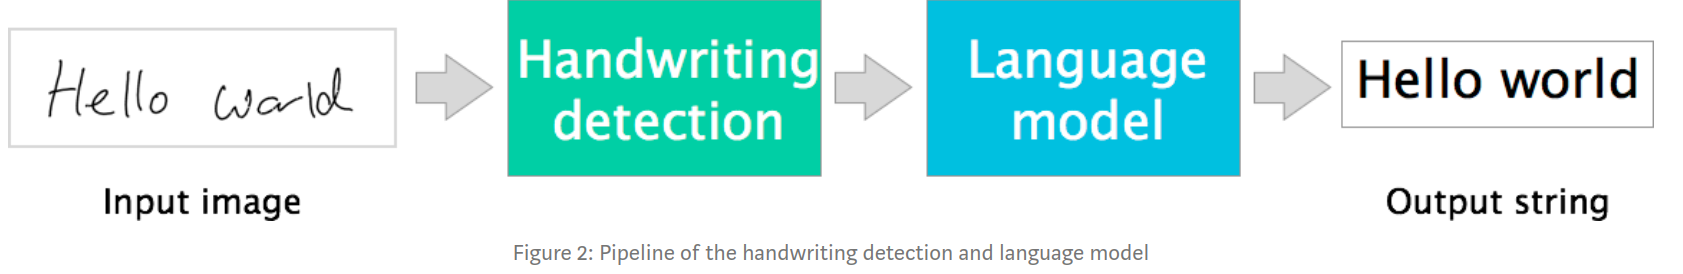 Hello world
Handwriting
detection
Language
model
Hello world
Input image
Output string
Figure 2: Pipeline of the handwriting detection and language model